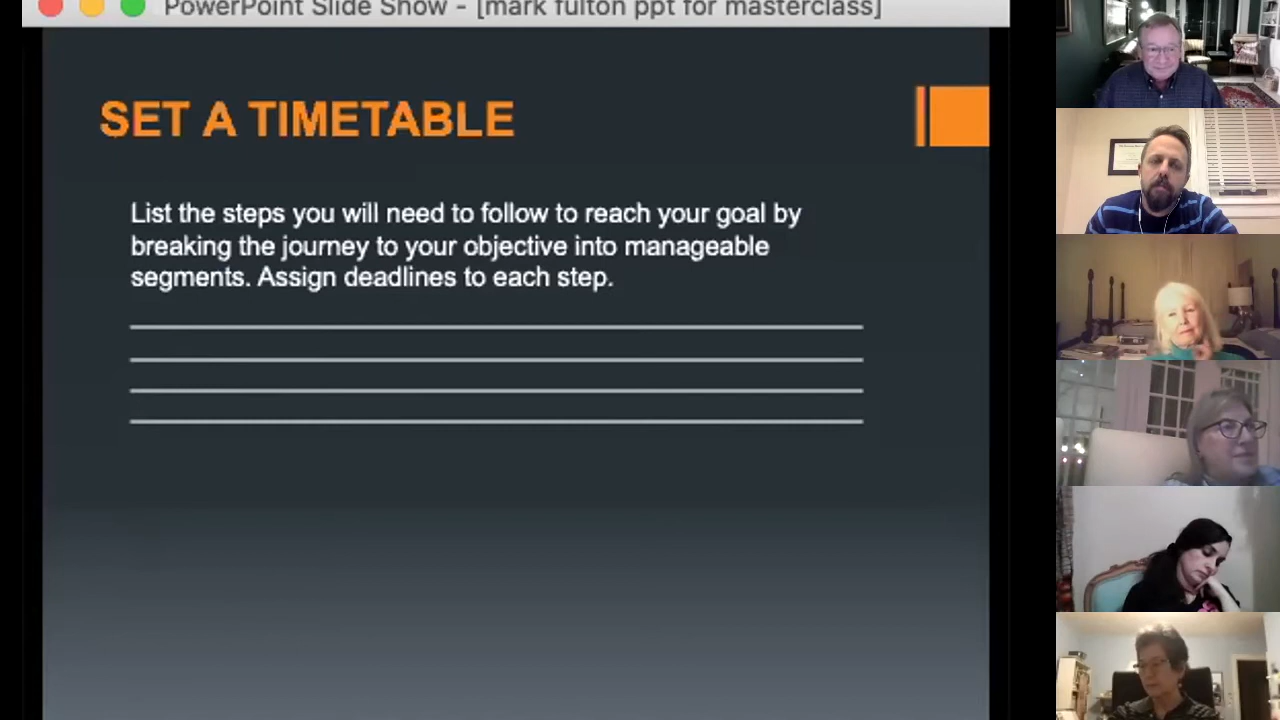 PowerPoint Slide Show - [mark fulton ppt for masterclass]
SET A TIMETABLE
List the steps you will need to follow to reach your goal by
breaking the journey to your objective into manageable
segments. Assign deadlines to each step.